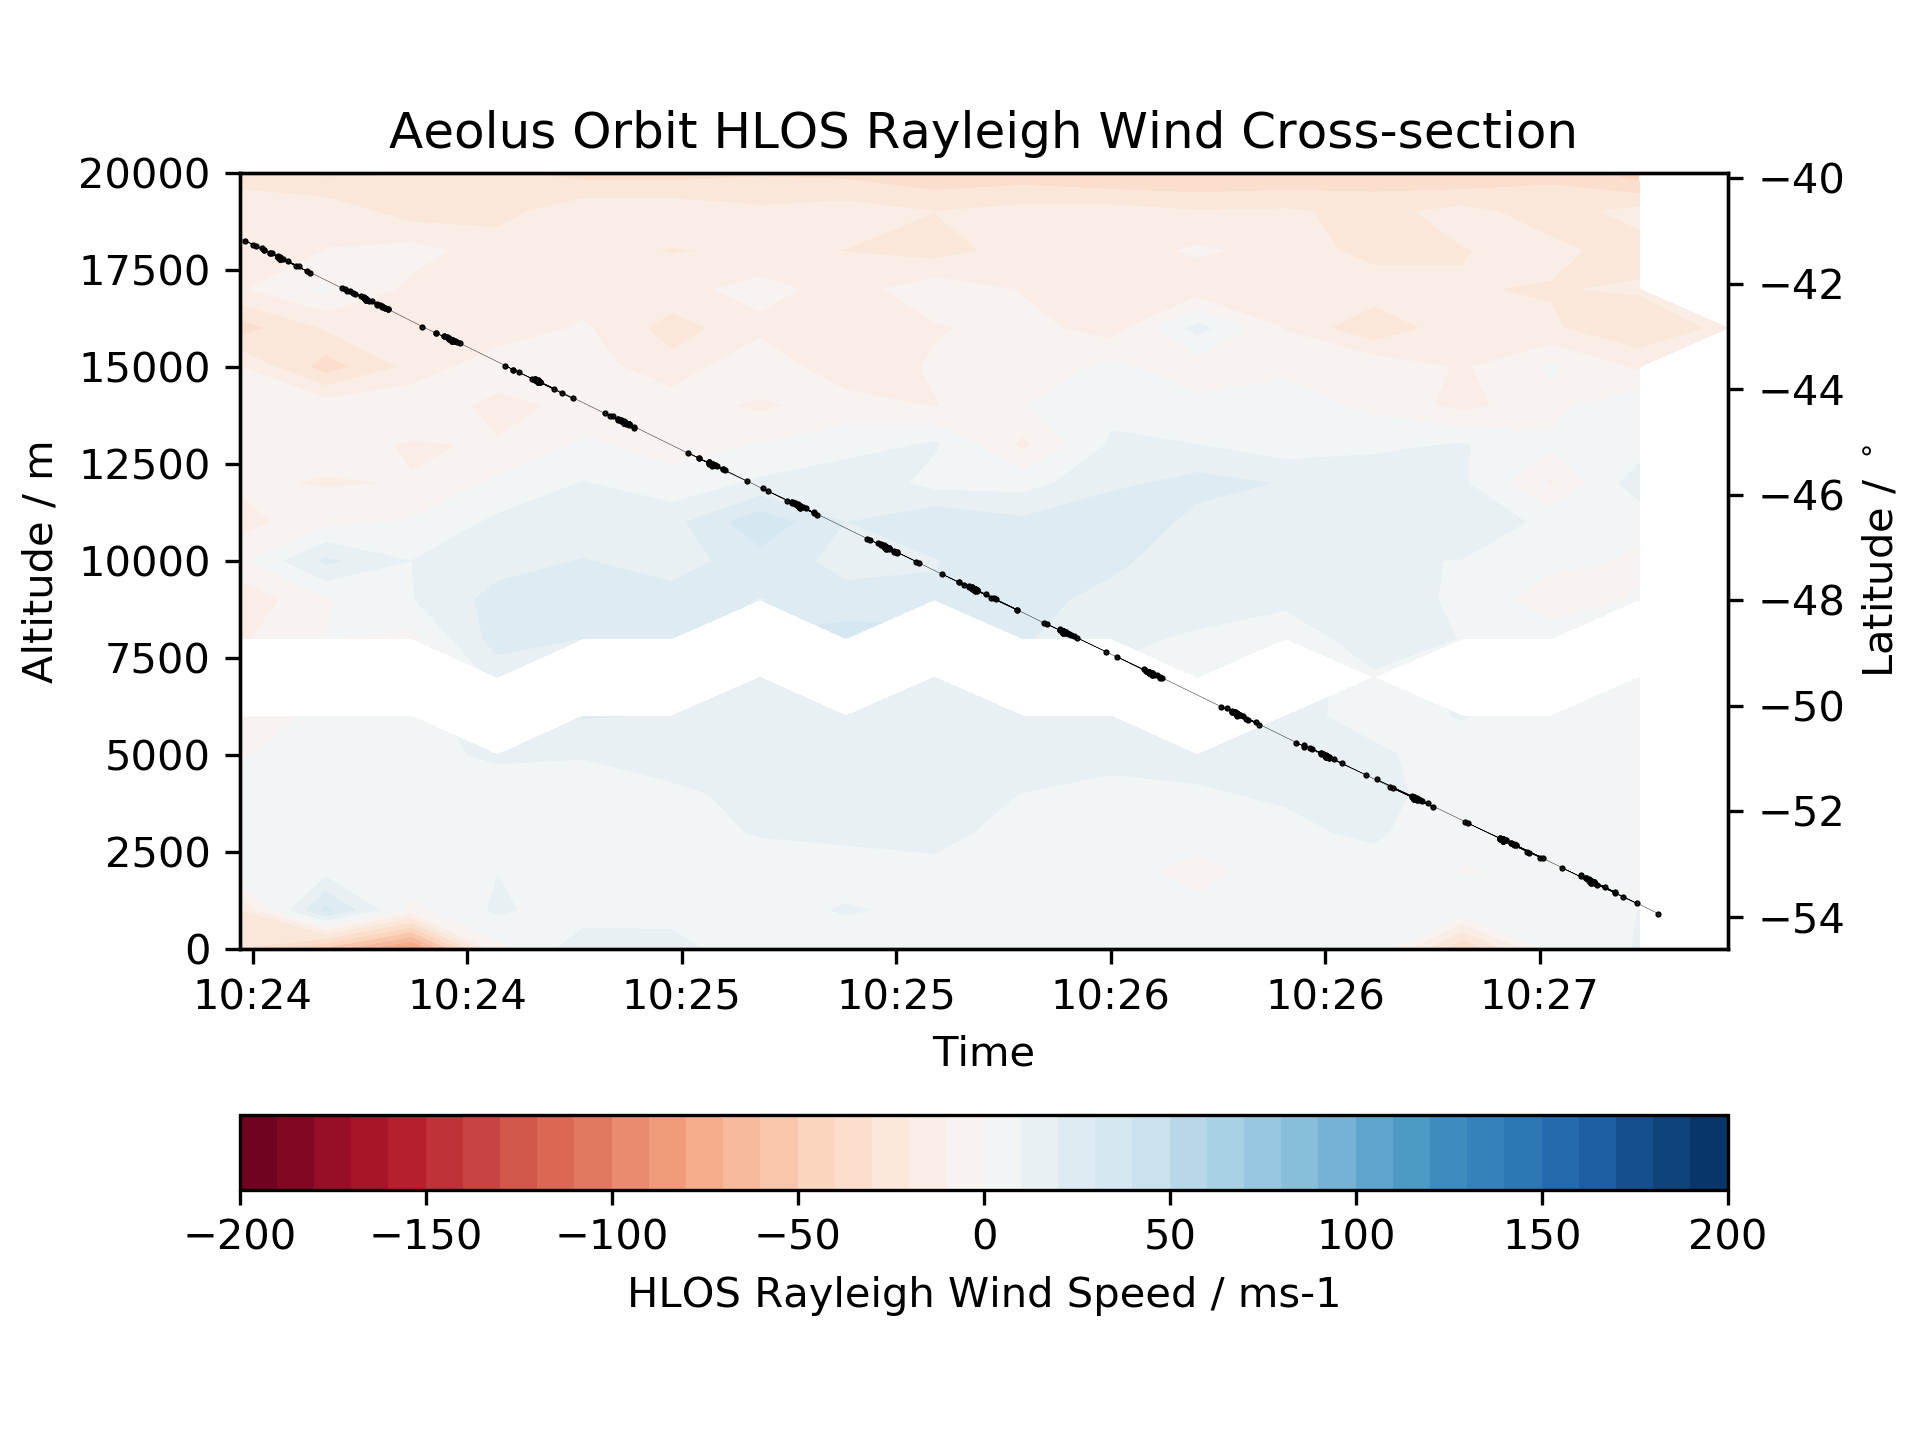 Aeolus Orbit HLOS Rayleigh Wind Cross-section
20000
17500
15000
12500
10000
7500
5000
2500
0
Altitude / m
−40
−42
−44
−46
−48
−50
−52
−54
Latitude / °
10:24 10:24 10:25 10:25 10:26 10:26 10:27
Time
−200 −150 −100 −50 0 50 100 150 200
HLOS Rayleigh Wind Speed / ms-1